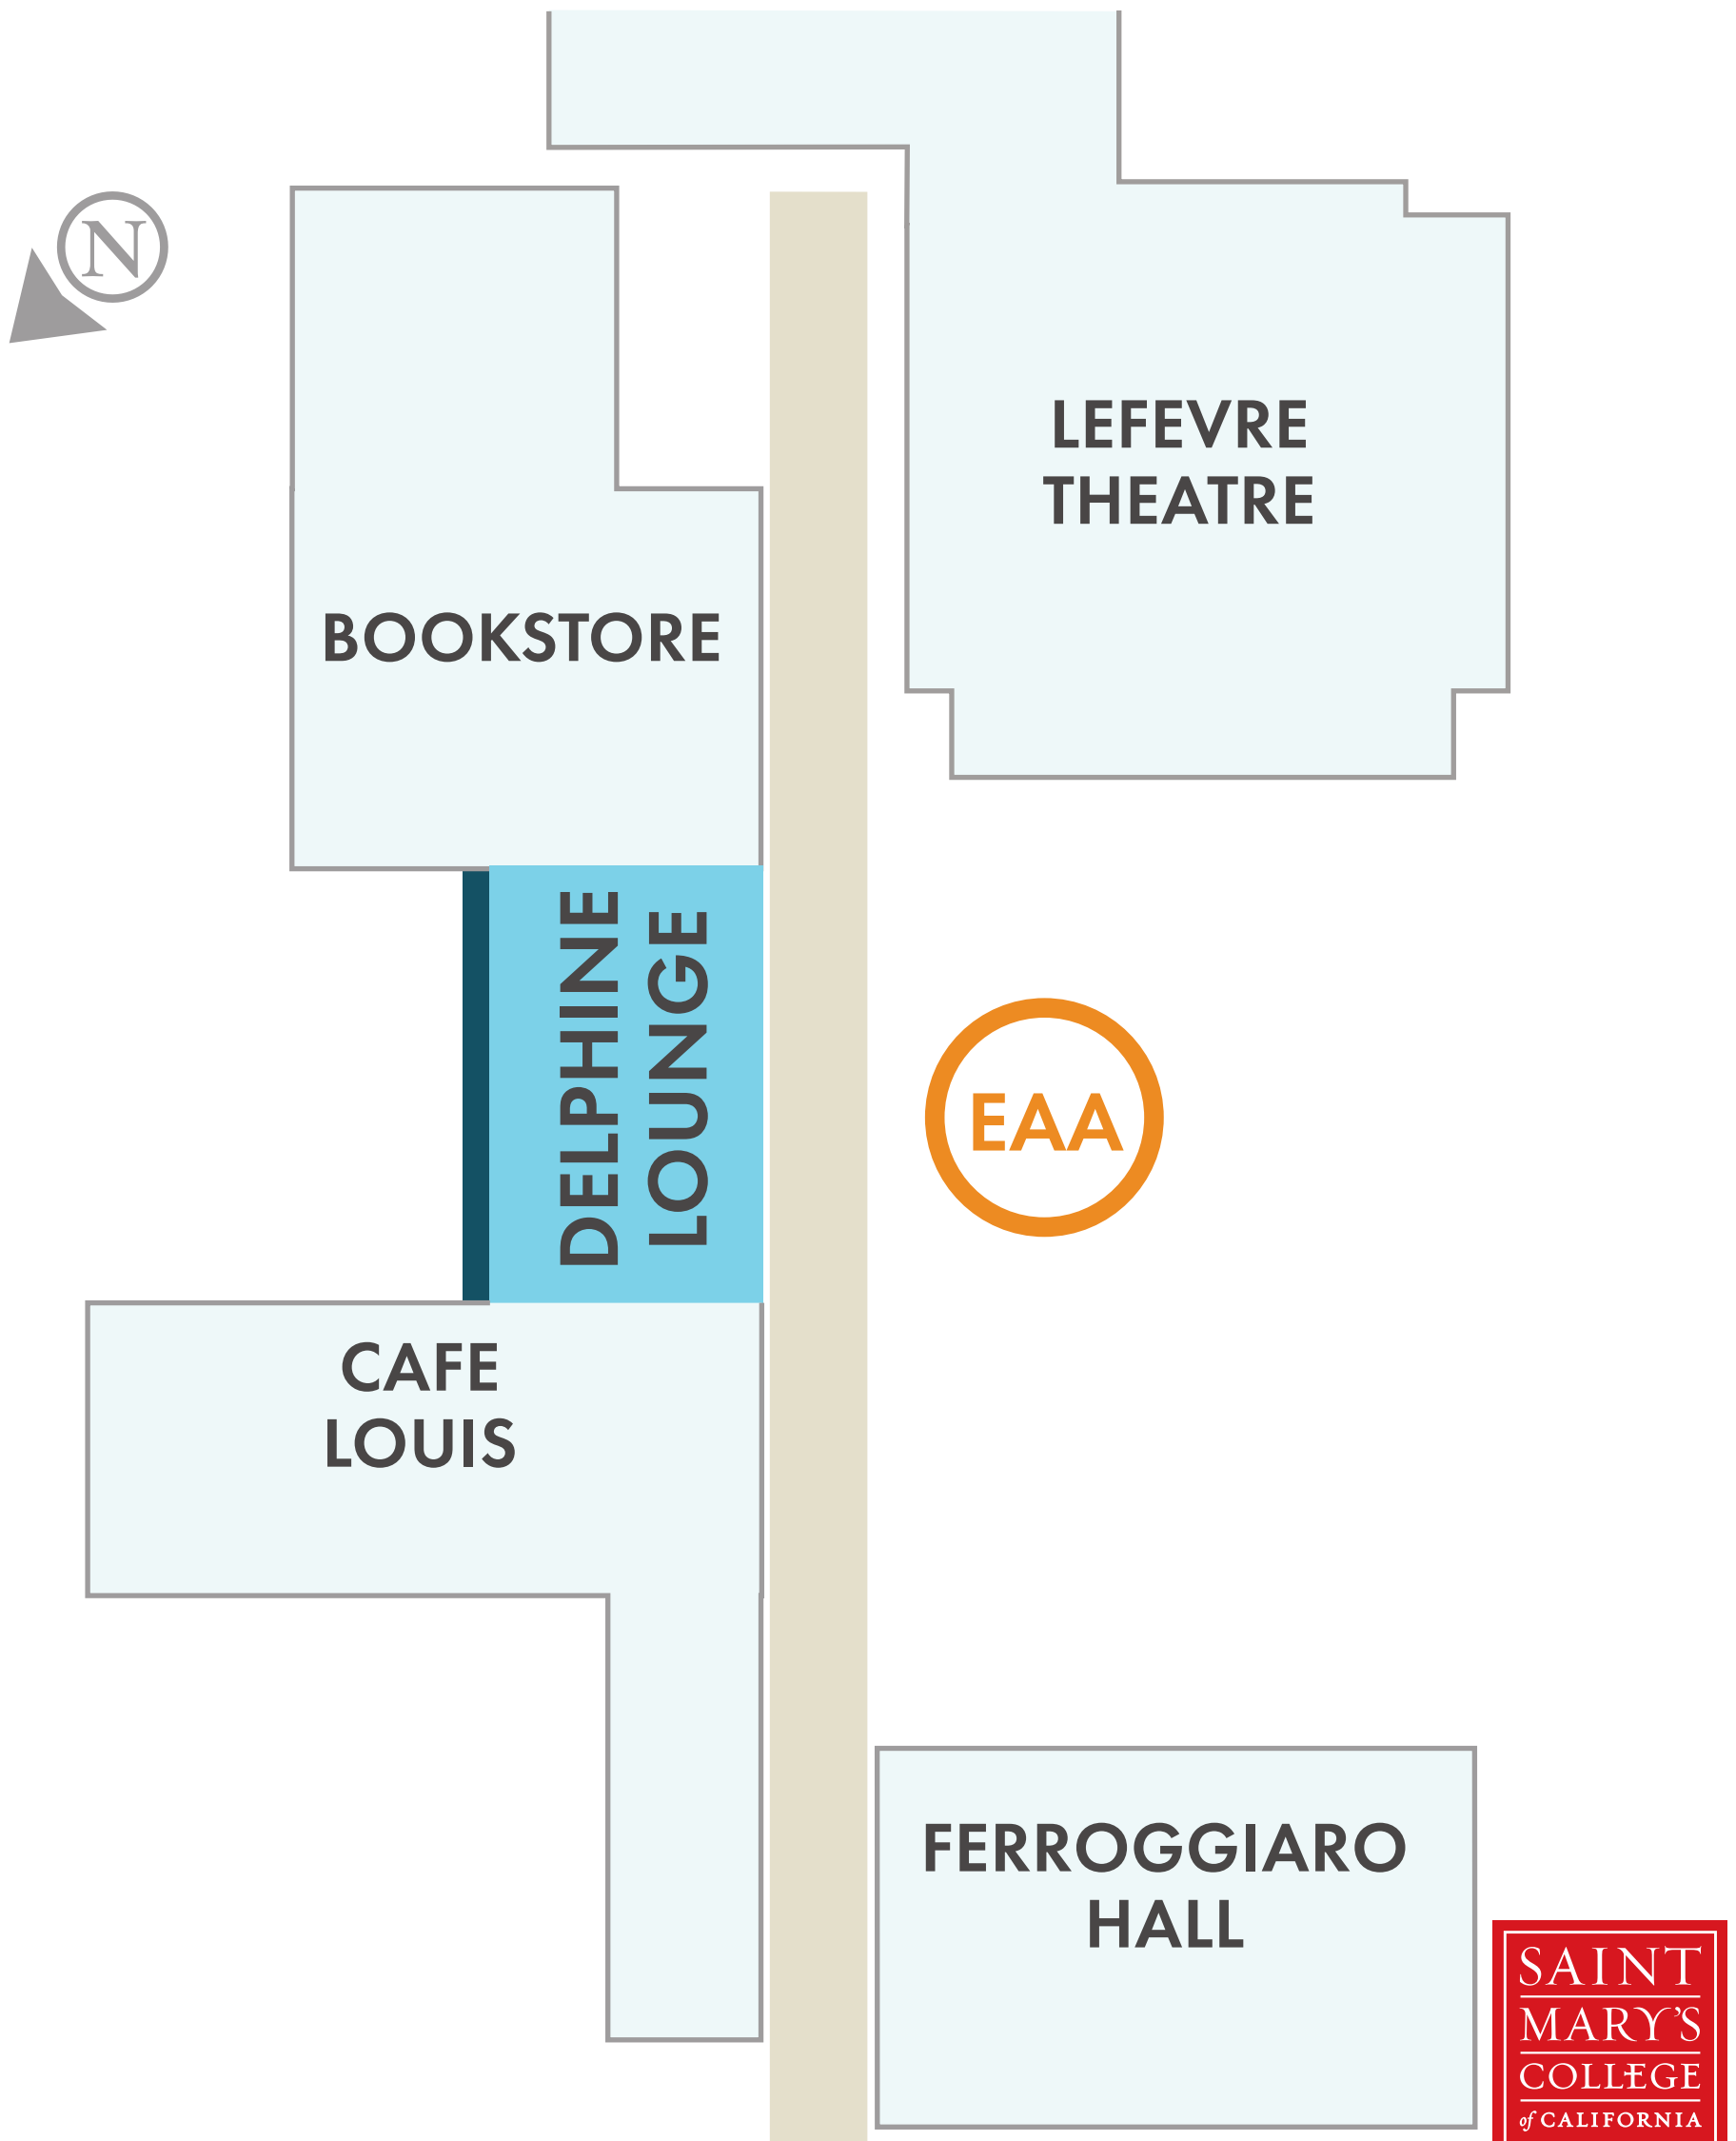 N
LEFEVRE
THEATRE
BOOKSTORE
DELPHINE
LOUNGE
EAA
CAFE
LOUIS
FERROGGIARO
HALL
SAINT
MARY'S
COLLEGE
of CALIFORNIA